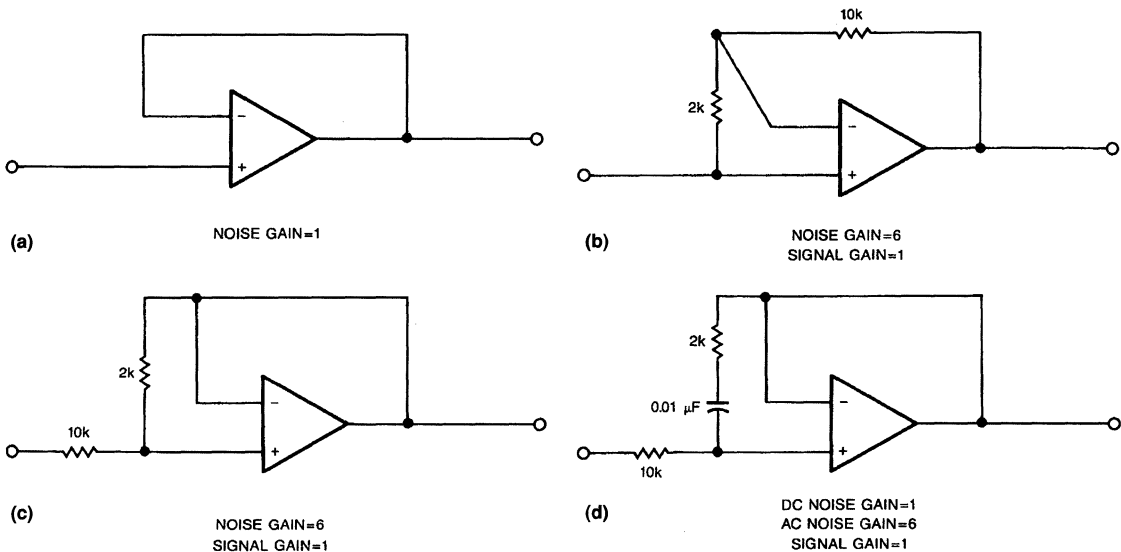 −
+
(a)
NOISE GAIN=1
10k
2k
−
+
(b)
NOISE GAIN=6
SIGNAL GAIN=1
2k
10k
−
+
(c)
NOISE GAIN=6
SIGNAL GAIN=1
2k
0.01 μF
10k
−
+
(d)
DC NOISE GAIN=1
AC NOISE GAIN=6
SIGNAL GAIN=1